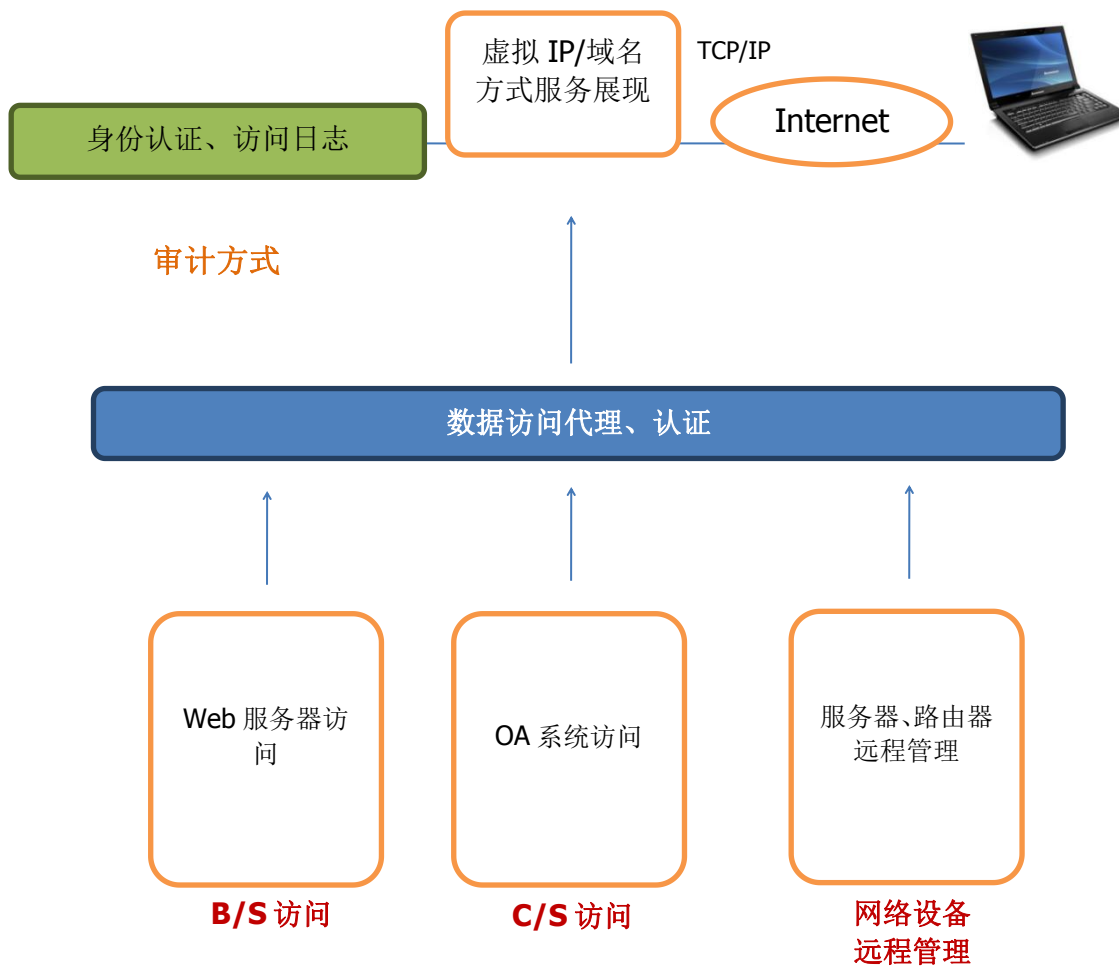 虚拟 IP/域名
方式服务展现
TCP/IP
Internet
身份认证、访问日志
审计方式
数据访问代理、认证
Web 服务器访
问
OA 系统访问
服务器、路由器
远程管理
B/S 访问
C/S 访问
网络设备
远程管理